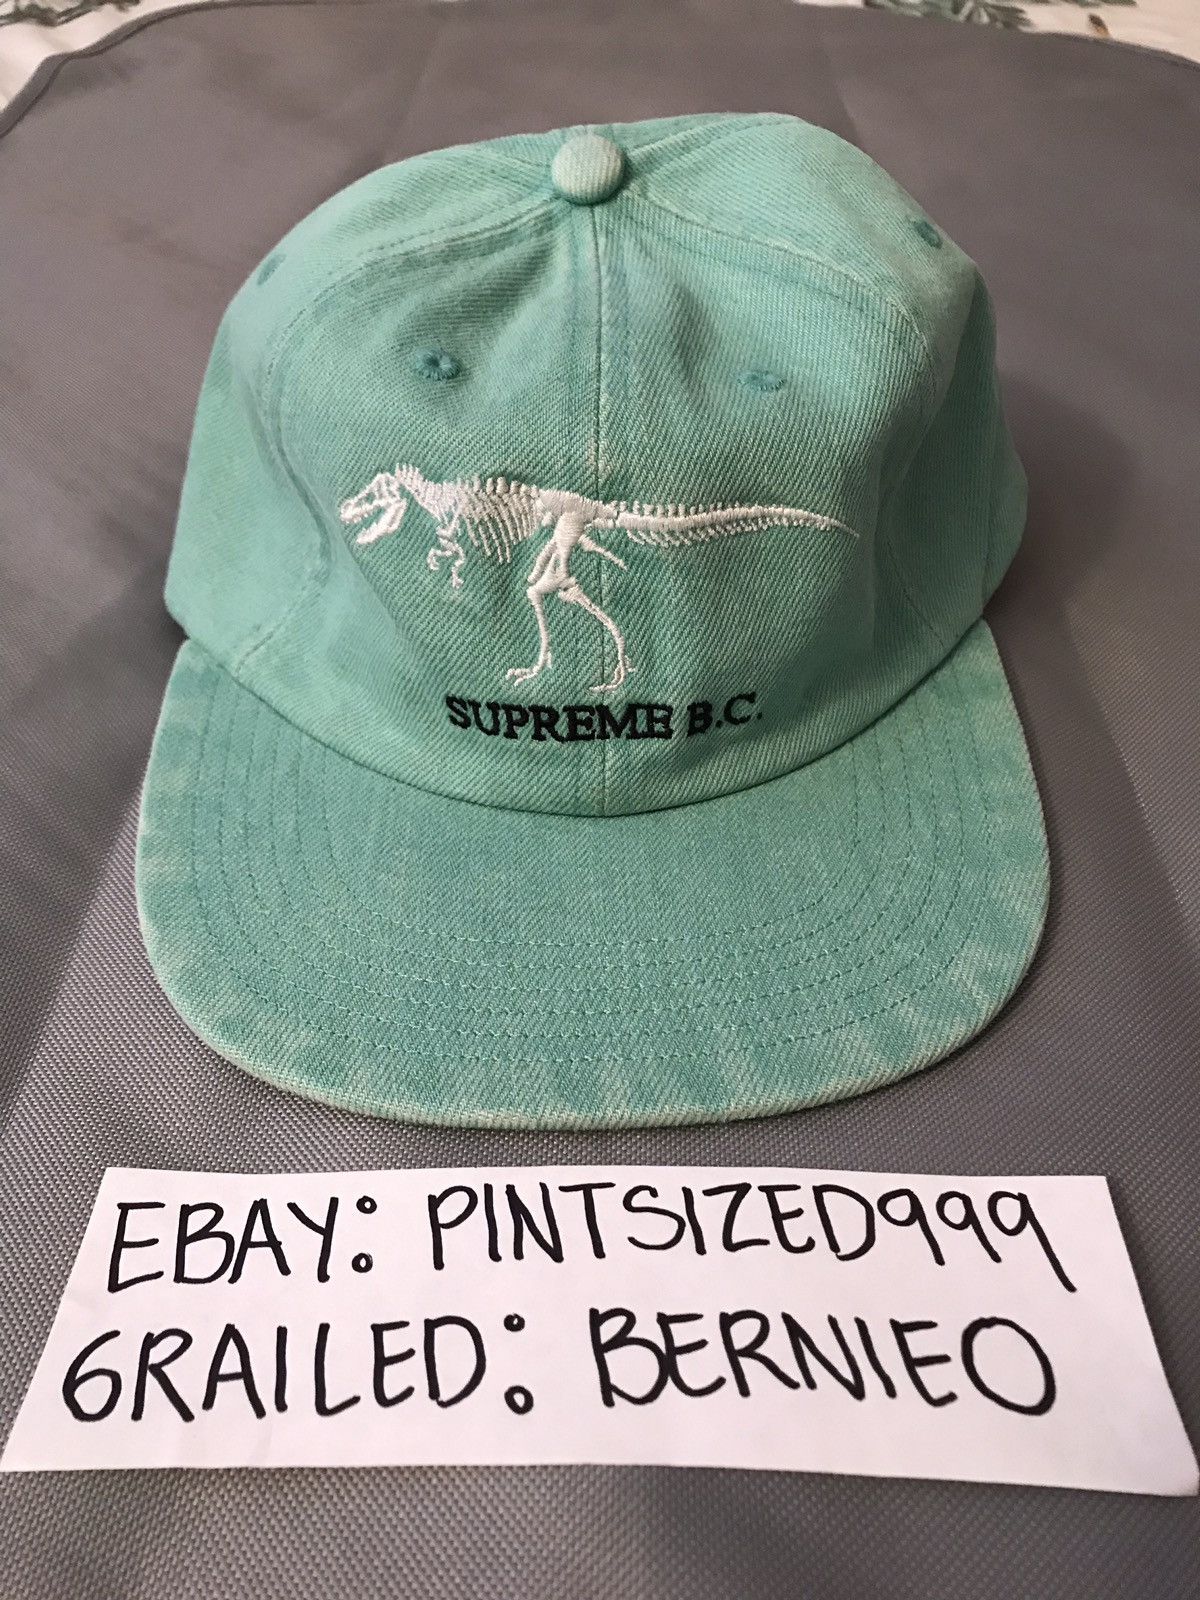 SUPREME B.C.
EBAY: PINTSIZED999
GRAILED: BERNIEO